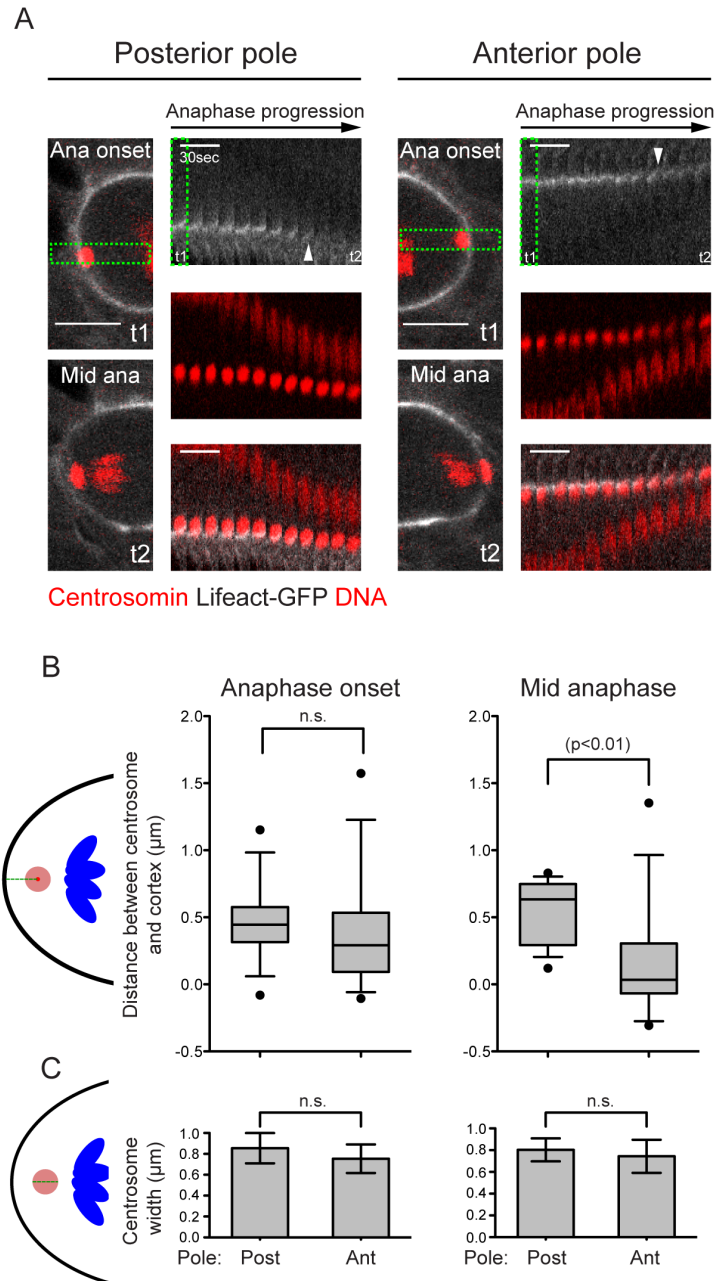 A
Posterior pole
Anterior pole
Anaphase progression
Anaphase progression
Ana onset
30sec
t1
t2
t1
Ana onset
t1
t2
t1
Mid ana
t2
Mid ana
t2
Centrosomin Lifeact-GFP DNA
B
Anaphase onset
Mid anaphase
Distance between centrosome
and cortex (μm)
2.0
1.5
1.0
0.5
0.0
-0.5
n.s.
2.0
1.5
1.0
0.5
0.0
-0.5
(p<0.01)
C
Centrosome
width (μm)
1.0
0.8
0.6
0.4
0.2
0.0
n.s.
1.0
0.8
0.6
0.4
0.2
0.0
n.s.
Pole: Post Ant
Pole: Post Ant